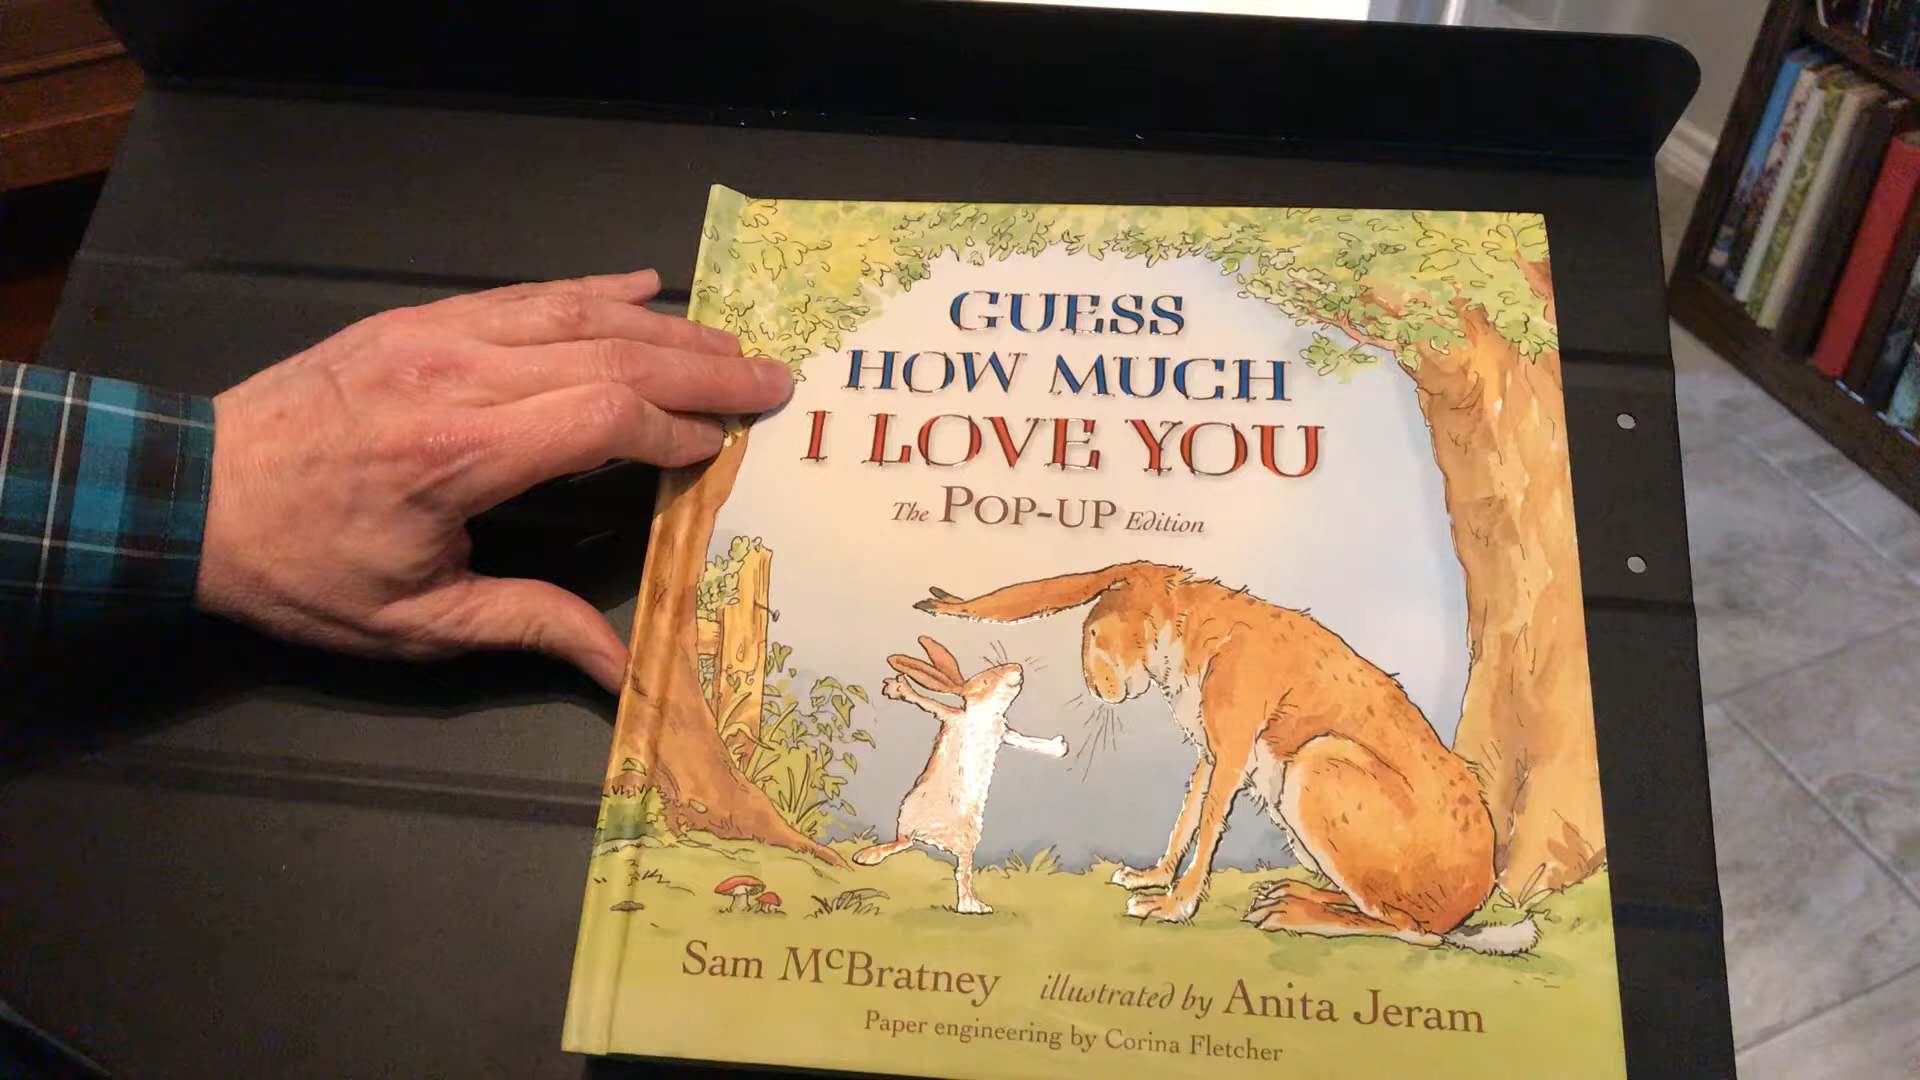 GUESS
HOW MUCH
I LOVE YOU
The POP-UP Edition
Sam McBratney illustrated by Anita Jeram
Paper engineering by Corina Fletcher